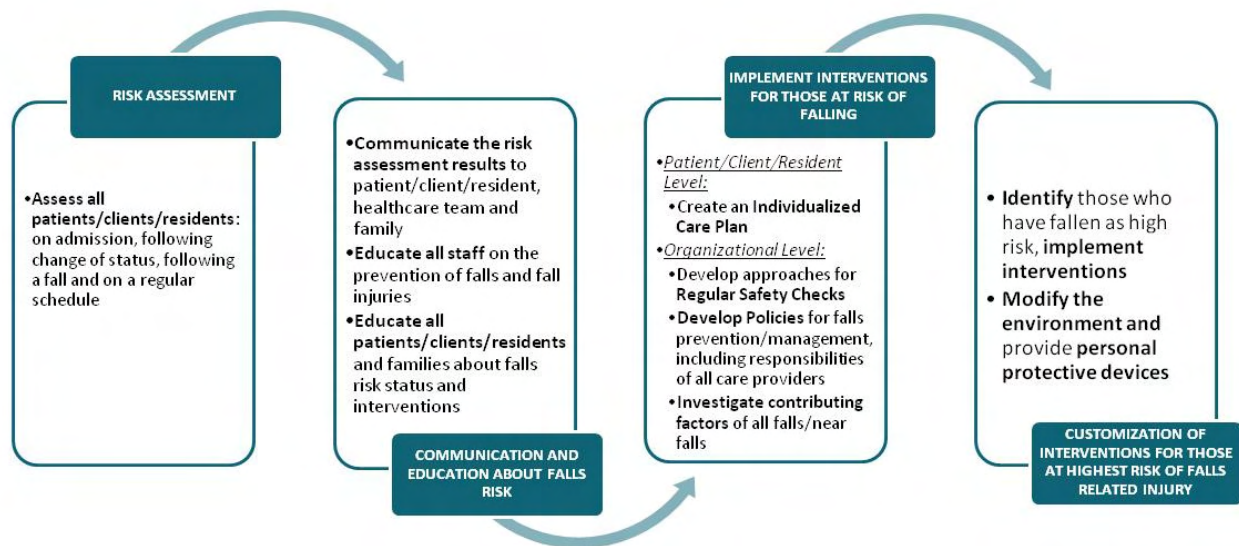 RISK ASSESSMENT
•Assess all
patients/clients/residents:
on admission, following
change of status, following
a fall and on a regular
schedule
•Communicate the risk
assessment results to
patient/client/resident,
healthcare team and
family
•Educate all staff on the
prevention of falls and fall
injuries
•Educate all
patients/clients/residents
and families about falls
risk status and
interventions
COMMUNICATION AND
EDUCATION ABOUT FALLS
RISK
IMPLEMENT INTERVENTIONS
FOR THOSE AT RISK OF
FALLING
•Patient/Client/Resident
Level:
•Create an Individualized
Care Plan
•Organizational Level:
•Develop approaches for
Regular Safety Checks
•Develop Policies for falls
prevention/management,
including responsibilities
of all care providers
•Investigate contributing
factors of all falls/near
falls
• Identify those who
have fallen as high
risk, implement
interventions
• Modify the
environment and
provide personal
protective devices
CUSTOMIZATION OF
INTERVENTIONS FOR THOSE
AT HIGHEST RISK OF FALLS
RELATED INJURY